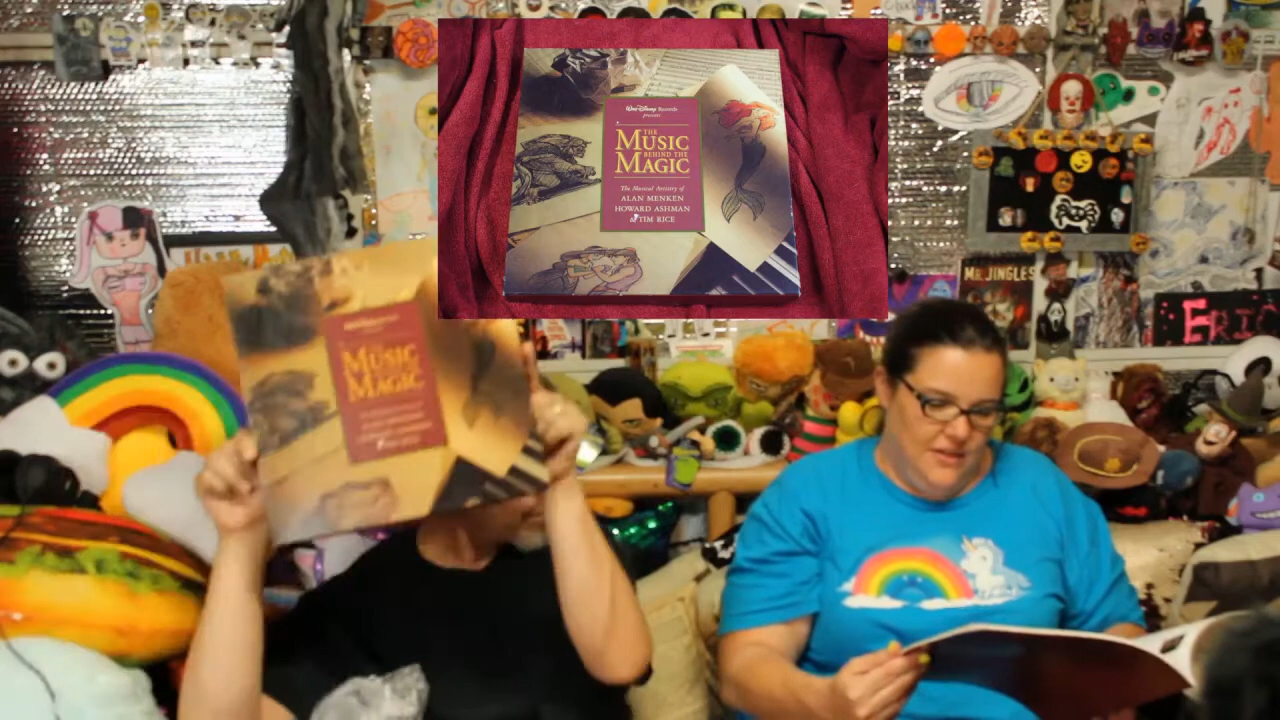 Walt Disney Records
presents
THE
MUSIC
BEHIND THE
MAGIC
The Musical Artistry of
ALAN MENKEN
HOWARD ASHMAN
& TIM RICE
MUSIC
MAGIC
MR. JINGLES
ERIC